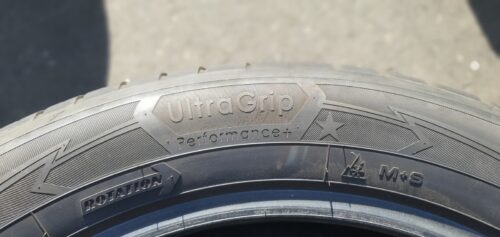 UltraGrip
Performance+
ROTATION
M+S